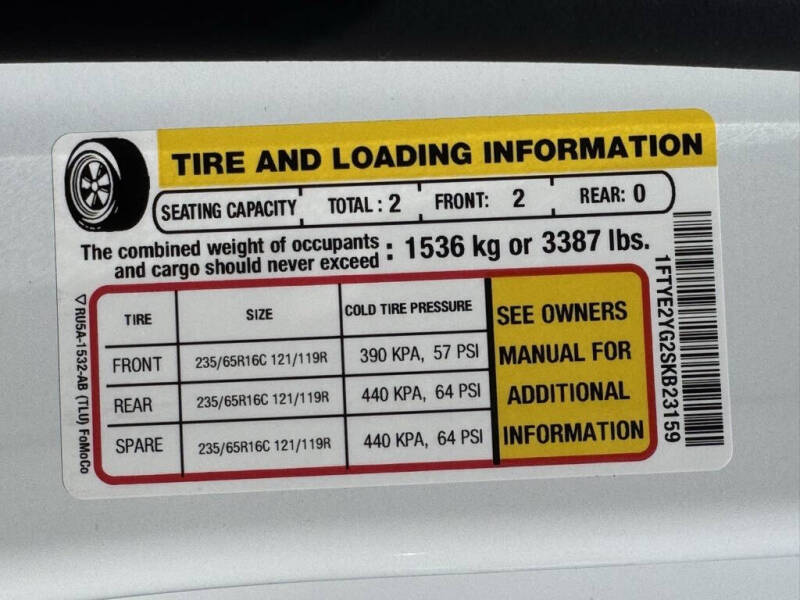 TIRE AND LOADING INFORMATION
SEATING CAPACITY TOTAL : 2 FRONT: 2 REAR: 0
The combined weight of occupants
and cargo should never exceed : 1536 kg or 3387 lbs.
TIRE SIZE COLD TIRE PRESSURE
FRONT 235/65R16C 121/119R 390 KPA, 57 PSI
REAR 235/65R16C 121/119R 440 KPA, 64 PSI
SPARE 235/65R16C 121/119R 440 KPA, 64 PSI
SEE OWNERS
MANUAL FOR
ADDITIONAL
INFORMATION
1FTYE2YG2SKB23159
RU5A-1532-AB (TLU) FoMoCo